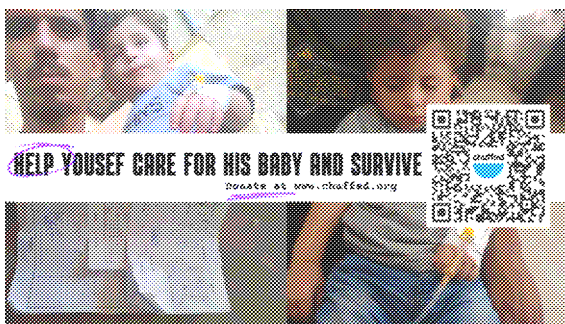 HELP YOUSEF CARE FOR HIS BABY AND SURVIVE
Donate at www.chuffed.org
chuffed